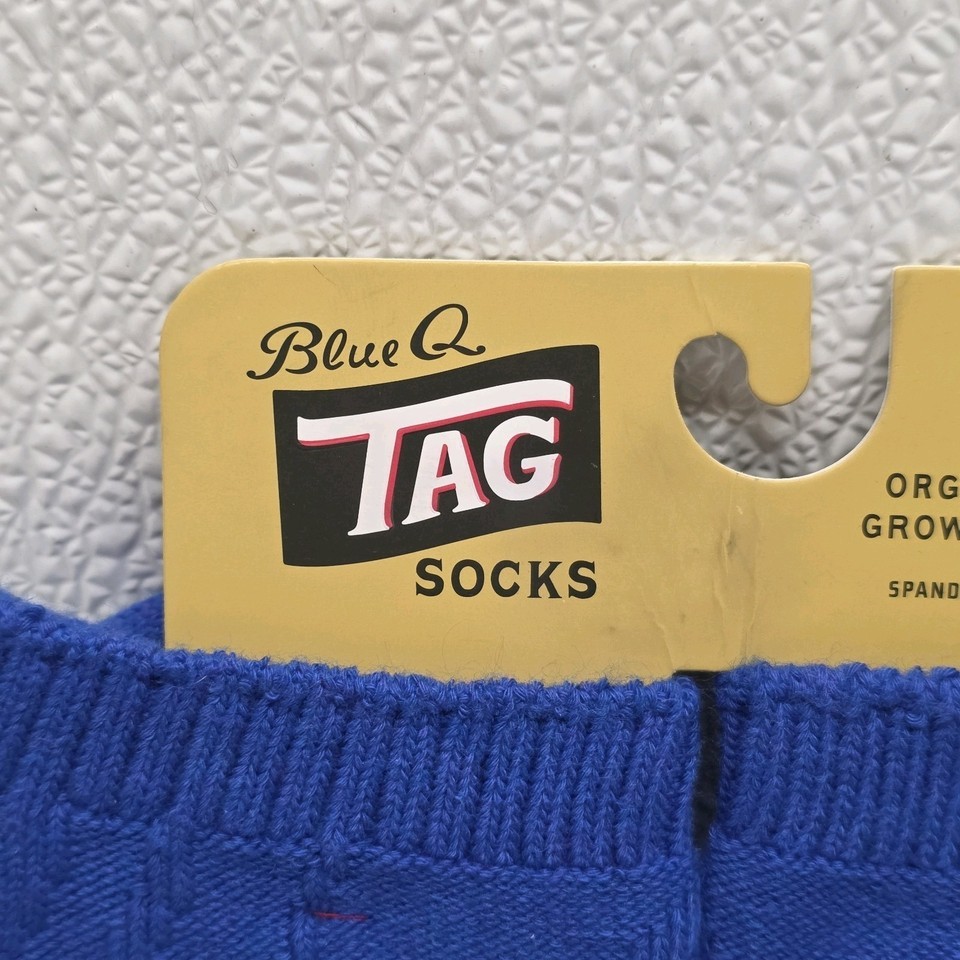 Blue Q
TAG
SOCKS
ORG
GROW
SPAND